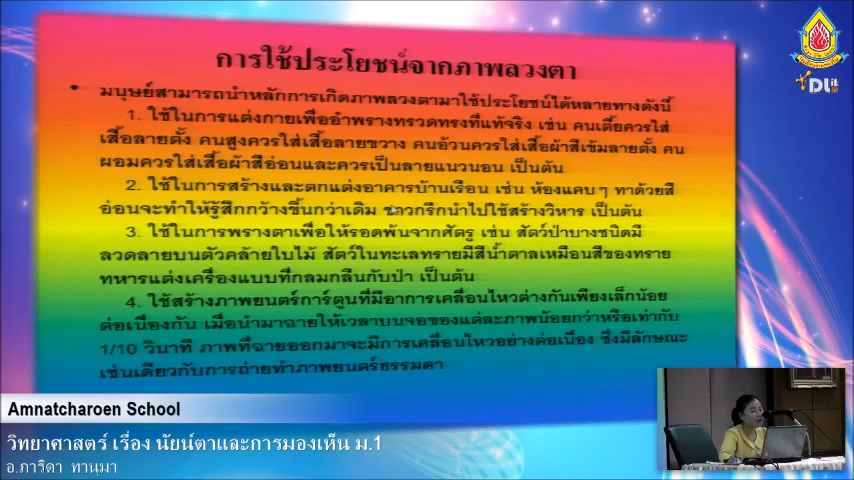 การใช้ประโยชน์จากภาพลวงตา
• มนุษย์สามารถนำหลักการเกิดภาพลวงตามาใช้ประโยชน์ได้หลายทางดังนี้
1. ใช้ในการแต่งกายเพื่ออำพรางทรวดทรงที่แท้จริง เช่น คนเตี้ยควรใส่
เสื้อลายตั้ง คนสูงควรใส่เสื้อลายขวาง คนอ้วนควรใส่เสื้อผ้าสีเข้มลายตั้ง คน
ผอมควรใส่เสื้อผ้าสีอ่อนและควรเป็นลายแนวนอน เป็นต้น
2. ใช้ในการสร้างและตกแต่งอาคารบ้านเรือน เช่น ห้องแคบๆ ทาด้วยสี
อ่อนจะทำให้รู้สึกกว้างขึ้นกว่าเดิม ชาวกรีกนำไปใช้สร้างวิหาร เป็นต้น
3. ใช้ในการพรางตาเพื่อให้รอดพ้นจากศัตรู เช่น สัตว์ป่าบางชนิดมี
ลวดลายบนตัวคล้ายใบไม้ สัตว์ในทะเลทรายมีสีน้ำตาลเหมือนสีของทราย
ทหารแต่งเครื่องแบบที่กลมกลืนกับป่า เป็นต้น
4. ใช้สร้างภาพยนตร์การ์ตูนที่มีอาการเคลื่อนไหวต่างกันเพียงเล็กน้อย
ต่อเนื่องกัน เมื่อนำมาฉายให้เวลาบนจอของแต่ละภาพน้อยกว่าหรือเท่ากับ
1/10 วินาที ภาพที่ฉายออกมาจะมีการเคลื่อนไหวอย่างต่อเนื่อง ซึ่งมีลักษณะ
เช่นเดียวกับการถ่ายทำภาพยนตร์ธรรมดา
Amnatcharoen School
วิทยาศาสตร์ เรื่อง นัยน์ตาและการมองเห็น ม.1
อ.ภาริดา ทานุมา
DLit